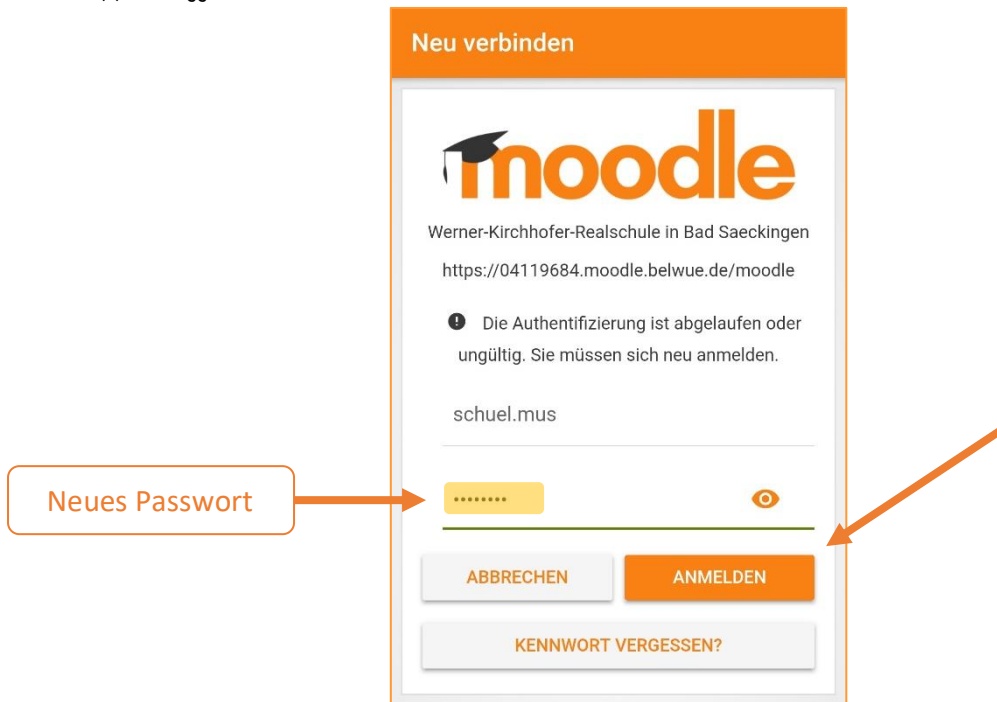 Neu verbinden
moodle
Werner-Kirchhofer-Realschule in Bad Saeckingen
https://04119684.moodle.belwue.de/moodle
Die Authentifizierung ist abgelaufen oder
ungültig. Sie müssen sich neu anmelden.
schuel.mus
Neues Passwort
••••••••
ABBRECHEN
ANMELDEN
KENNWORT VERGESSEN?